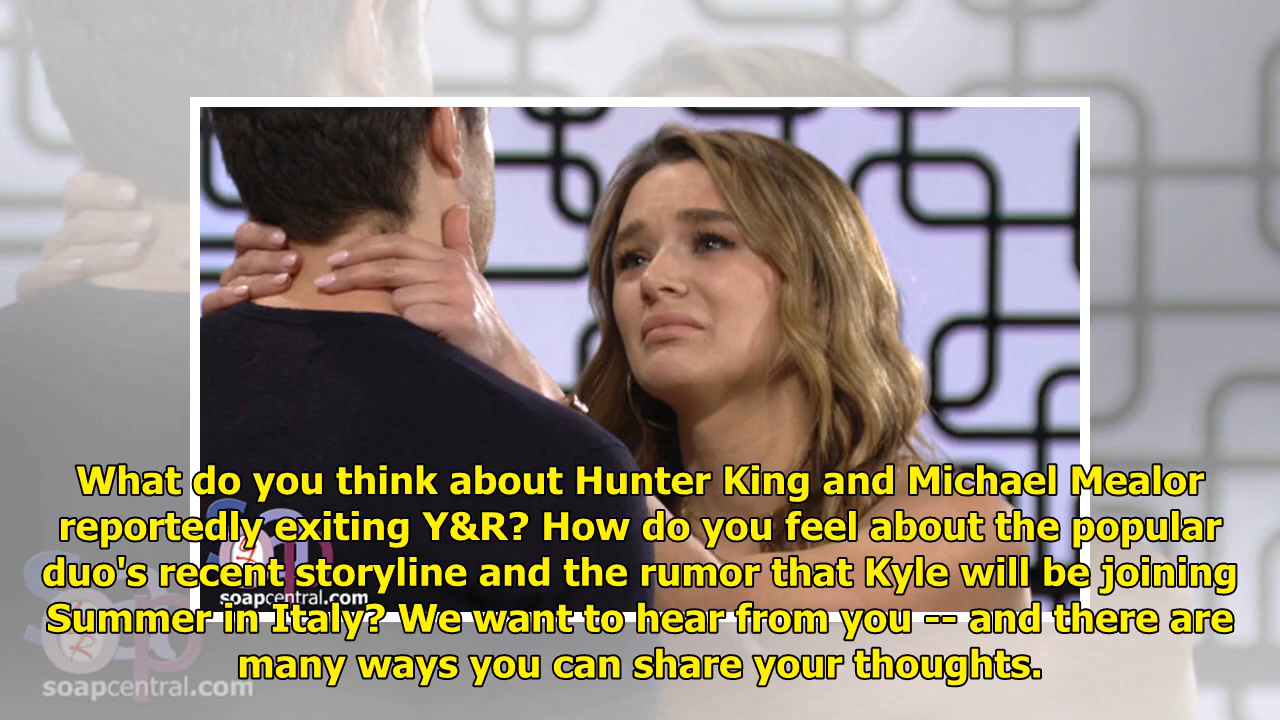 What do you think about Hunter King and Michael Mealor
reportedly exiting Y&R? How do you feel about the popular
duo's recent storyline and the rumor that Kyle will be joining
Summer in Italy? We want to hear from you -- and there are
many ways you can share your thoughts.
soapcentral.com
soapcentral.com